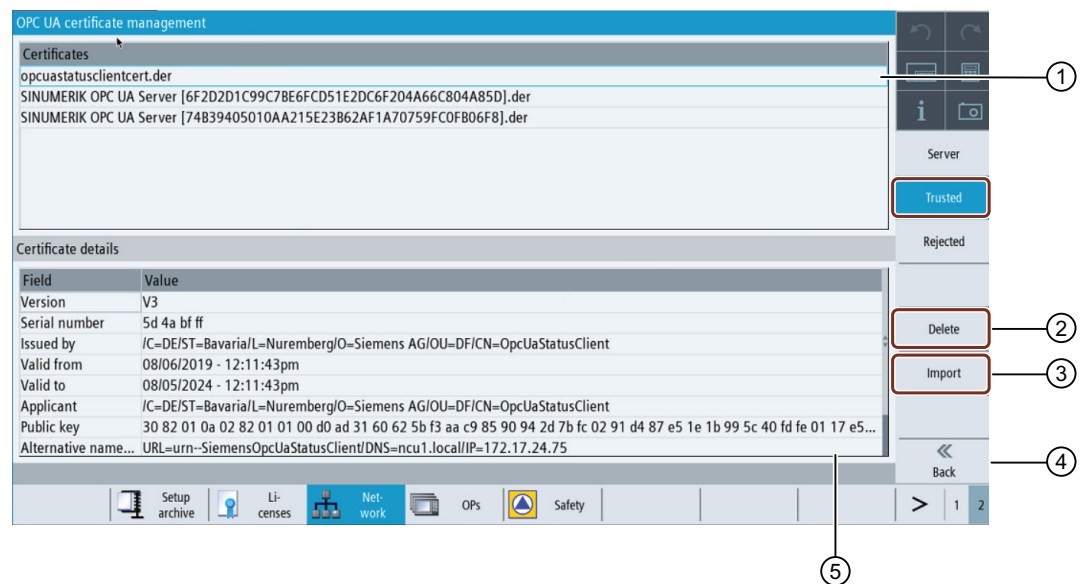 OPC UA certificate management
Certificates
opcuastatusclientcert.der
SINUMERIK OPC UA Server [6F2D2D1C99C7BE6FCD51E2DC6F204A66C804A85D].der
SINUMERIK OPC UA Server [74B39405010AA215E23B62AF1A70759FC0FB06F8].der
1
i
Server
Trusted
Rejected
Certificate details
Field Value
Version V3
Serial number 5d 4a bf ff
Issued by /C=DE/ST=Bavaria/L=Nuremberg/O=Siemens AG/OU=DF/CN=OpcUaStatusClient
Valid from 08/06/2019 - 12:11:43pm
Valid to 08/05/2024 - 12:11:43pm
Applicant /C=DE/ST=Bavaria/L=Nuremberg/O=Siemens AG/OU=DF/CN=OpcUaStatusClient
Public key 30 82 01 0a 02 82 01 01 00 d0 ad 31 60 62 5b f3 aa c9 85 90 94 2d 7b fc 02 91 d4 87 e5 1e 1b 99 5c 40 fd fe 01 17 e5...
Alternative name... URL=urn--SiemensOpcUaStatusClient/DNS=ncu1.local/IP=172.17.24.75
Delete
2
Import
3
Back
4
Setup
archive
Li-
censes
Net-
work
OPs
Safety
> 1 2
5